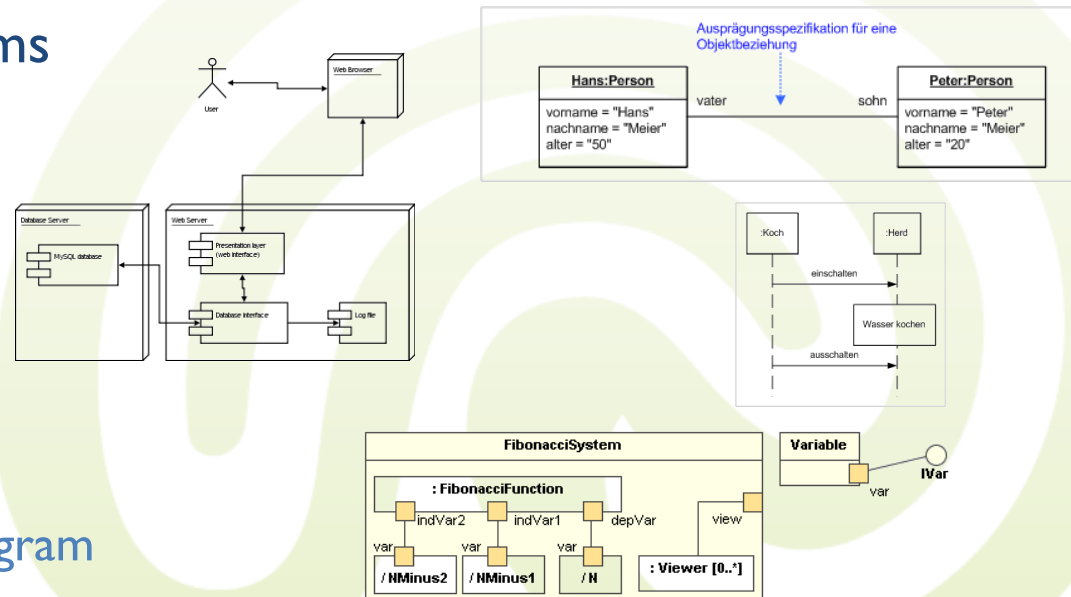 ms
User
Web Browser
Database Server
MySQL database
Web Server
Presentation layer
(web interface)
Database interface
Log file
Ausprägungsspezifikation für eine
Objektbeziehung
Hans:Person
vorname = "Hans"
nachname = "Meier"
alter = "50"
vater
sohn
Peter:Person
vorname = "Peter"
nachname = "Meier"
alter = "20"
:Koch
:Herd
einschalten
Wasser kochen
ausschalten
gram
FibonacciSystem
: FibonacciFunction
indVar2
indVar1
depVar
view
var
var
var
/ NMinus2
/ NMinus1
/ N
: Viewer [0..*]
Variable
var
IVar